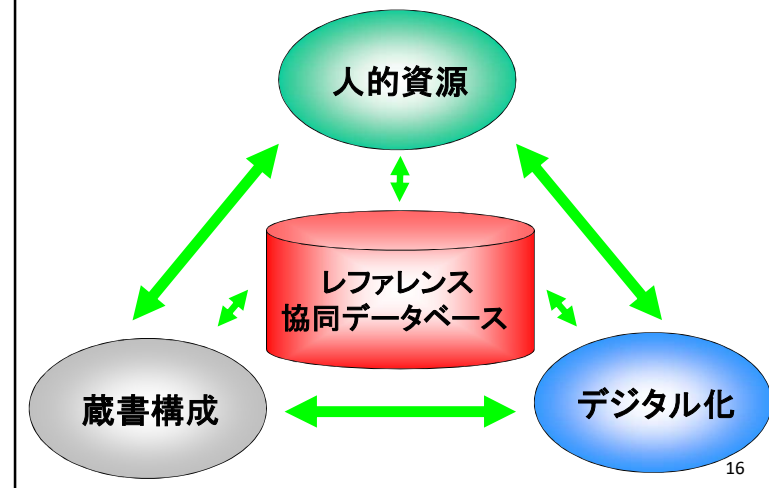 人的資源
レファレンス
協同データベース
蔵書構成
デジタル化
16